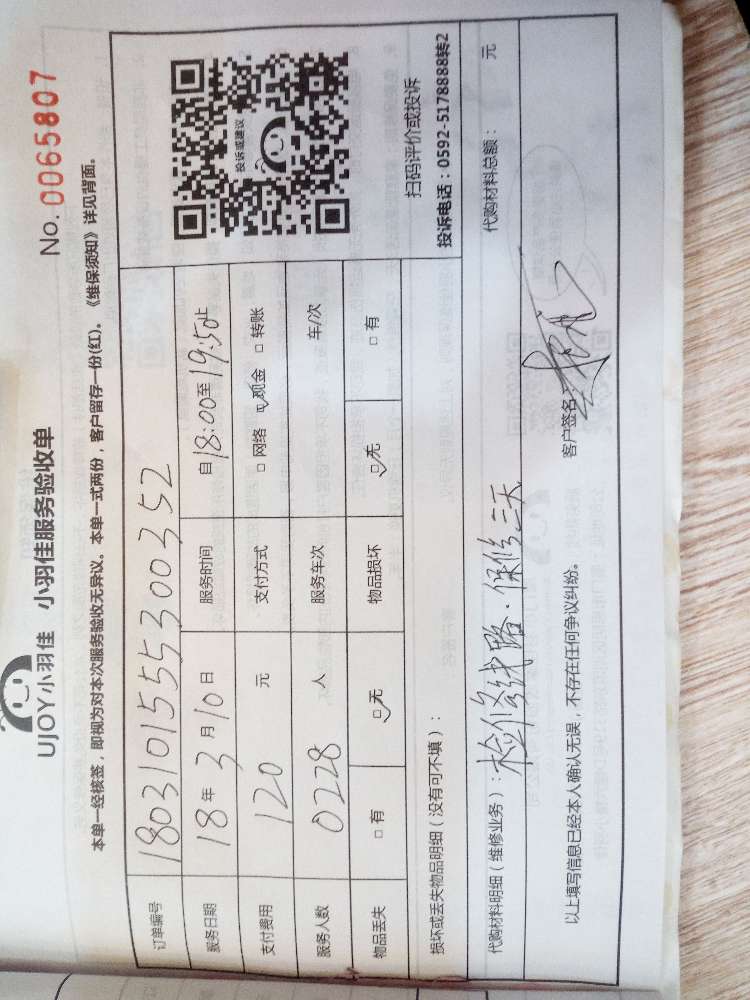 UJOY小羽佳 小羽佳服务验收单
No. 0065807
本单一经核签，即视为对本次服务验收无异议。本单一式两份，客户留存一份(红)。《维保须知》详见背面。
订单编号 180310155300352
服务日期 18年3月10日 服务时间 自18:00至19:50止
支付费用 120 元 支付方式 □网络 ☑现金 □转账
服务人数 0228 人 服务车次 车/次
物品丢失 □有 ☑无 物品损坏 ☑无 □有
投诉或建议
扫码评价或投诉
投诉电话：0592-5178888转2
损坏或丢失物品明细（没有可不填）：
代购材料明细（维修业务）：检修线路·保修三天
代购材料总额： 元
以上填写信息已经本人确认无误，不存在任何争议纠纷。 客户签名